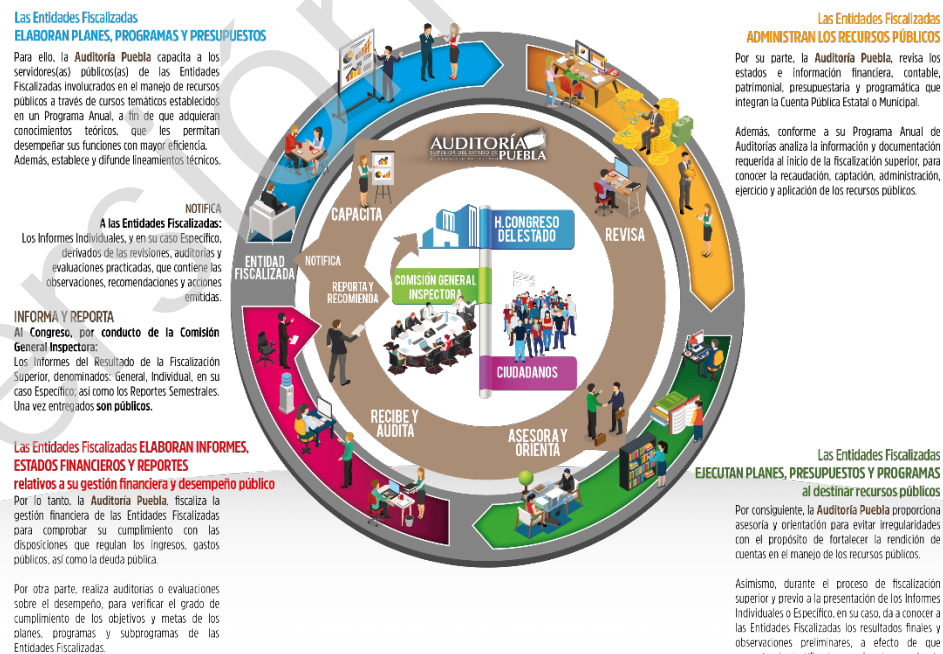 Las Entidades Fiscalizadas
ELABORAN PLANES, PROGRAMAS Y PRESUPUESTOS
Para ello, la Auditoría Puebla capacita a los
servidores(as) públicos(as) de las Entidades
Fiscalizadas involucrados en el manejo de recursos
públicos a través de cursos temáticos establecidos
en un Programa Anual, a fin de que adquieran
conocimientos teóricos, que les permitan
desempeñar sus funciones con mayor eficiencia.
Además, establece y difunde lineamientos técnicos.
NOTIFICA
A las Entidades Fiscalizadas:
Los Informes Individuales, y en su caso Específico,
derivados de las revisiones, auditorías y
evaluaciones practicadas, que contiene las
observaciones, recomendaciones y acciones
emitidas.
INFORMA Y REPORTA
Al Congreso, por conducto de la Comisión
General Inspectora:
Los Informes del Resultado de la Fiscalización
Superior, denominados: General, Individual, en su
caso Específico; así como los Reportes Semestrales.
Una vez entregados son públicos.
Las Entidades Fiscalizadas ELABORAN INFORMES,
ESTADOS FINANCIEROS Y REPORTES
relativos a su gestión financiera y desempeño público
Por lo tanto, la Auditoría Puebla, fiscaliza la
gestión financiera de las Entidades Fiscalizadas
para comprobar su cumplimiento con las
disposiciones que regulan los ingresos, gastos
públicos, así como la deuda pública.
Por otra parte, realiza auditorías o evaluaciones
sobre el desempeño, para verificar el grado de
cumplimiento de los objetivos y metas de los
planes, programas y subprogramas de las
Entidades Fiscalizadas.
AUDITORÍA
PUEBLA
CAPACITA
REVISA
H. CONGRESO
DEL ESTADO
ENTIDAD
FISCALIZADA
NOTIFICA
REPORTA Y
RECOMIENDA
COMISIÓN GENERAL
INSPECTORA
CIUDADANOS
RECIBE Y
AUDITA
ASESORA Y
ORIENTA
Las Entidades Fiscalizadas
ADMINISTRAN LOS RECURSOS PÚBLICOS
Por su parte, la Auditoría Puebla, revisa los
estados e información financiera, contable,
patrimonial, presupuestaria y programática que
integran la Cuenta Pública Estatal o Municipal.
Además, conforme a su Programa Anual de
Auditorías analiza la información y documentación
requerida al inicio de la fiscalización superior, para
conocer la recaudación, captación, administración,
ejercicio y aplicación de los recursos públicos.
Las Entidades Fiscalizadas
EJECUTAN PLANES, PRESUPUESTOS Y PROGRAMAS
al destinar recursos públicos
Por consiguiente, la Auditoría Puebla proporciona
asesoría y orientación para evitar irregularidades
con el propósito de fortalecer la rendición de
cuentas en el manejo de los recursos públicos.
Asimismo, durante el proceso de fiscalización
superior y previo a la presentación de los Informes
Individuales o Específico, en su caso, da a conocer a
las Entidades Fiscalizadas los resultados finales y
observaciones preliminares, a efecto de que